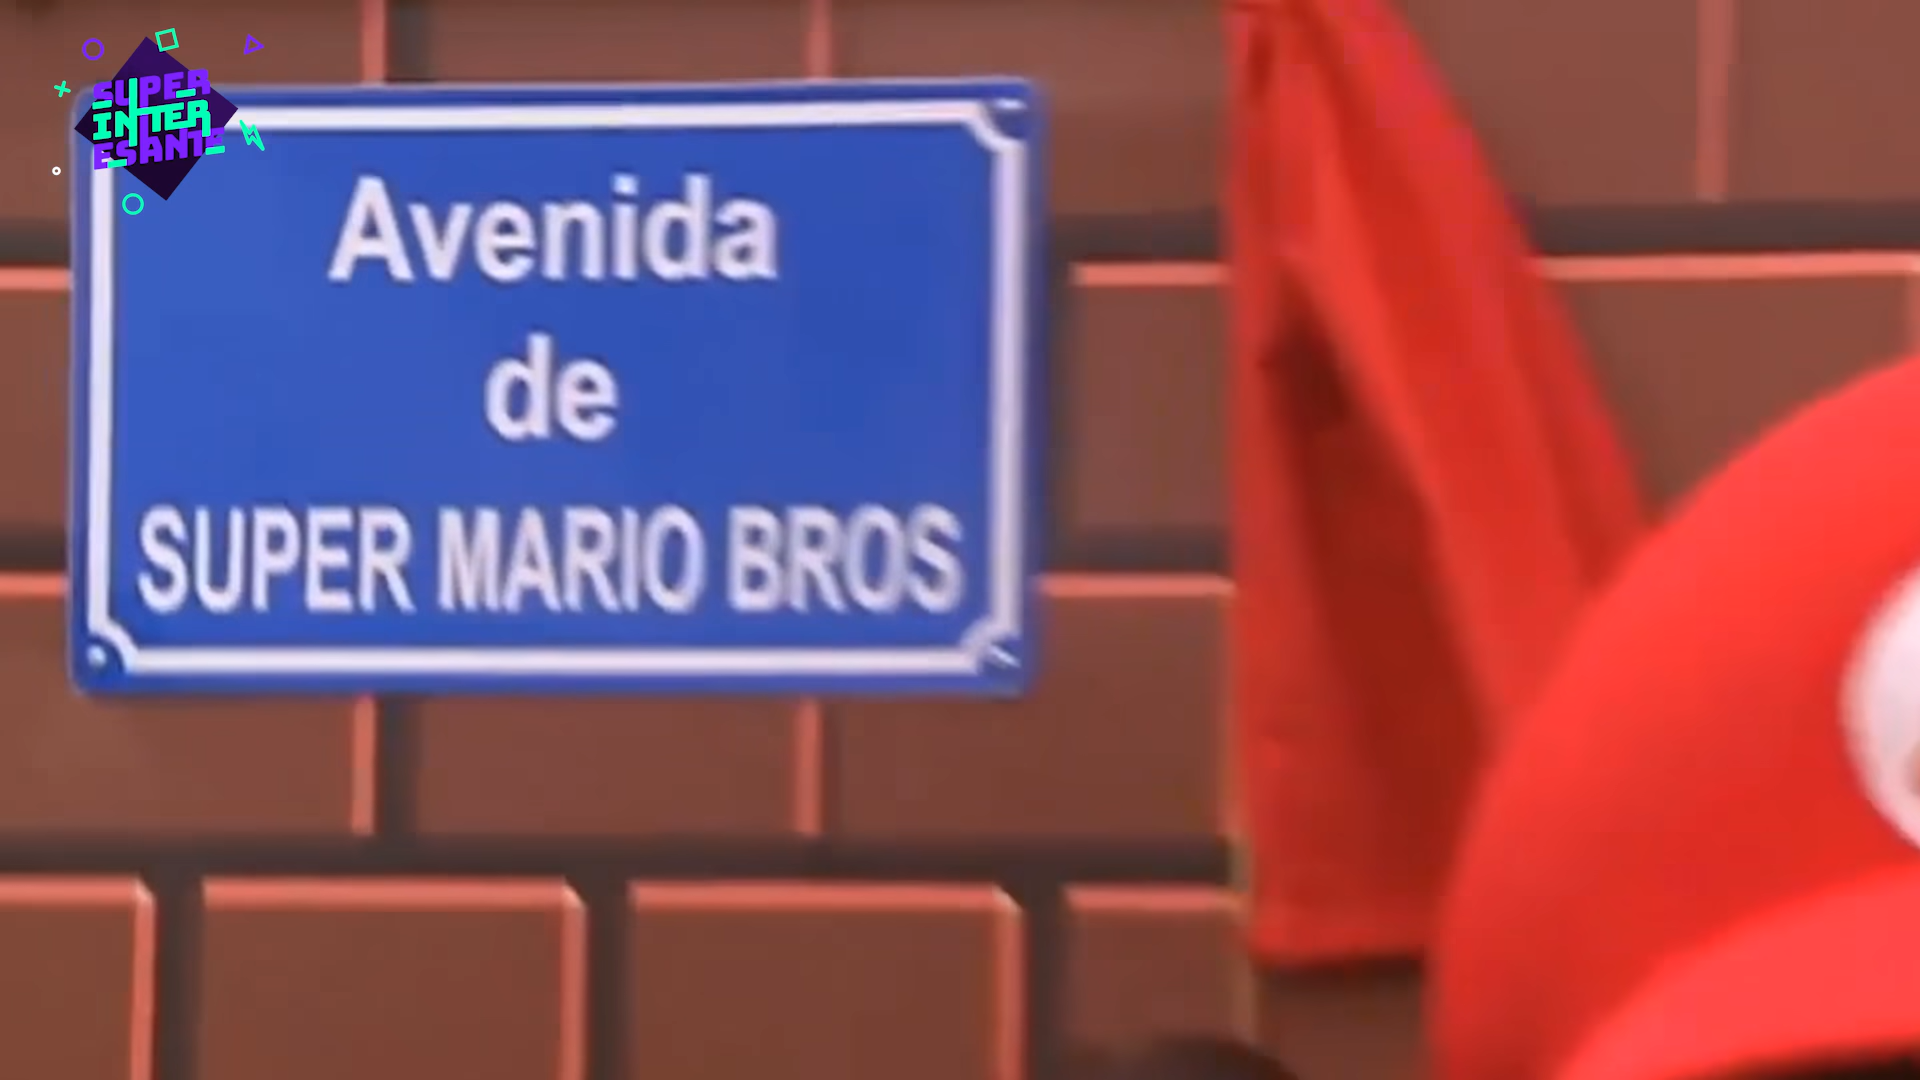 SUPER
INTER
ESANTE
Avenida
de
SUPER MARIO BROS